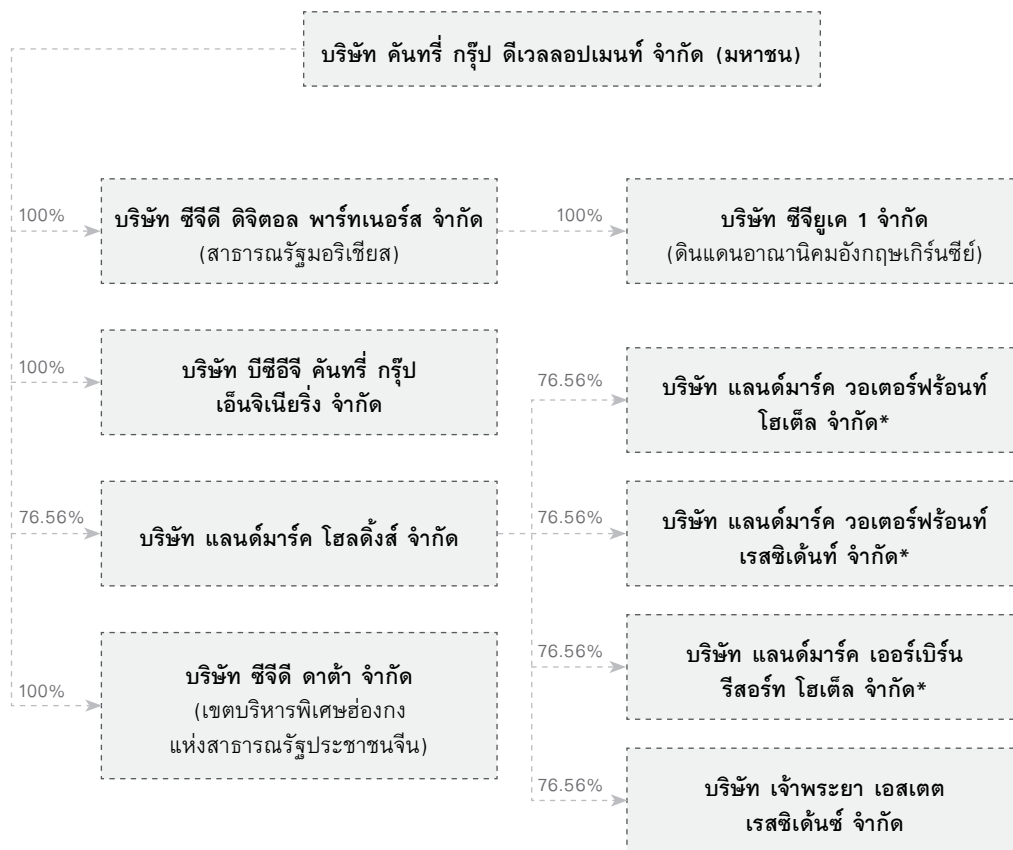 บริษัท คันทรี่ กรุ๊ป ดีเวลลอปเมนท์ จำกัด (มหาชน)
100%
บริษัท ซีจีดี ดิจิตอล พาร์ทเนอร์ส จำกัด
(สาธารณรัฐมอริเชียส)
100%
บริษัท ซีจียูเค 1 จำกัด
(ดินแดนอาณานิคมอังกฤษเกิร์นซีย์)
100%
บริษัท บีซีอีจี คันทรี่ กรุ๊ป
เอ็นจิเนียริ่ง จำกัด
76.56%
บริษัท แลนด์มาร์ค วอเตอร์ฟร้อนท์
โฮเต็ล จำกัด*
76.56%
บริษัท แลนด์มาร์ค โฮลดิ้งส์ จำกัด
76.56%
บริษัท แลนด์มาร์ค วอเตอร์ฟร้อนท์
เรสซิเด้นท์ จำกัด*
76.56%
บริษัท แลนด์มาร์ค เออร์เบิร์น
รีสอร์ท โฮเต็ล จำกัด*
100%
บริษัท ซีจีดี ดาต้า จำกัด
(เขตบริหารพิเศษฮ่องกง
แห่งสาธารณรัฐประชาชนจีน)
76.56%
บริษัท เจ้าพระยา เอสเตต
เรสซิเด้นซ์ จำกัด